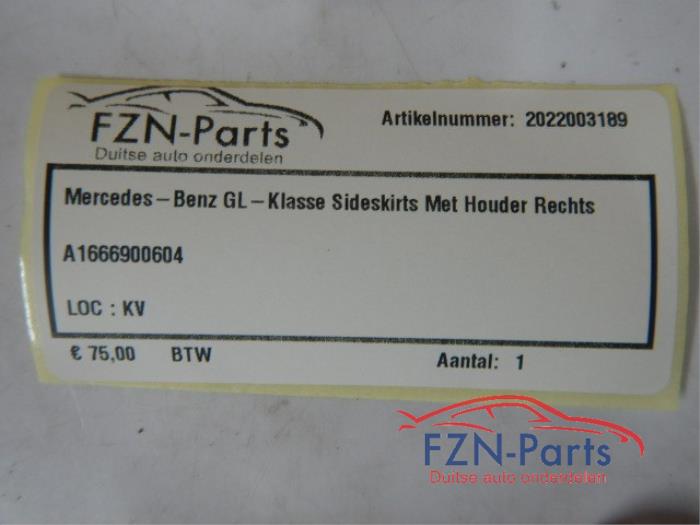 FZN-Parts
Duitse auto onderdelen
Artikelnummer: 2022003189
Mercedes-Benz GL-Klasse Sideskirts Met Houder Rechts
A1666900604
LOC : KV
€ 75,00 BTW Aantal: 1
FZN-Parts
Duitse auto onderdelen